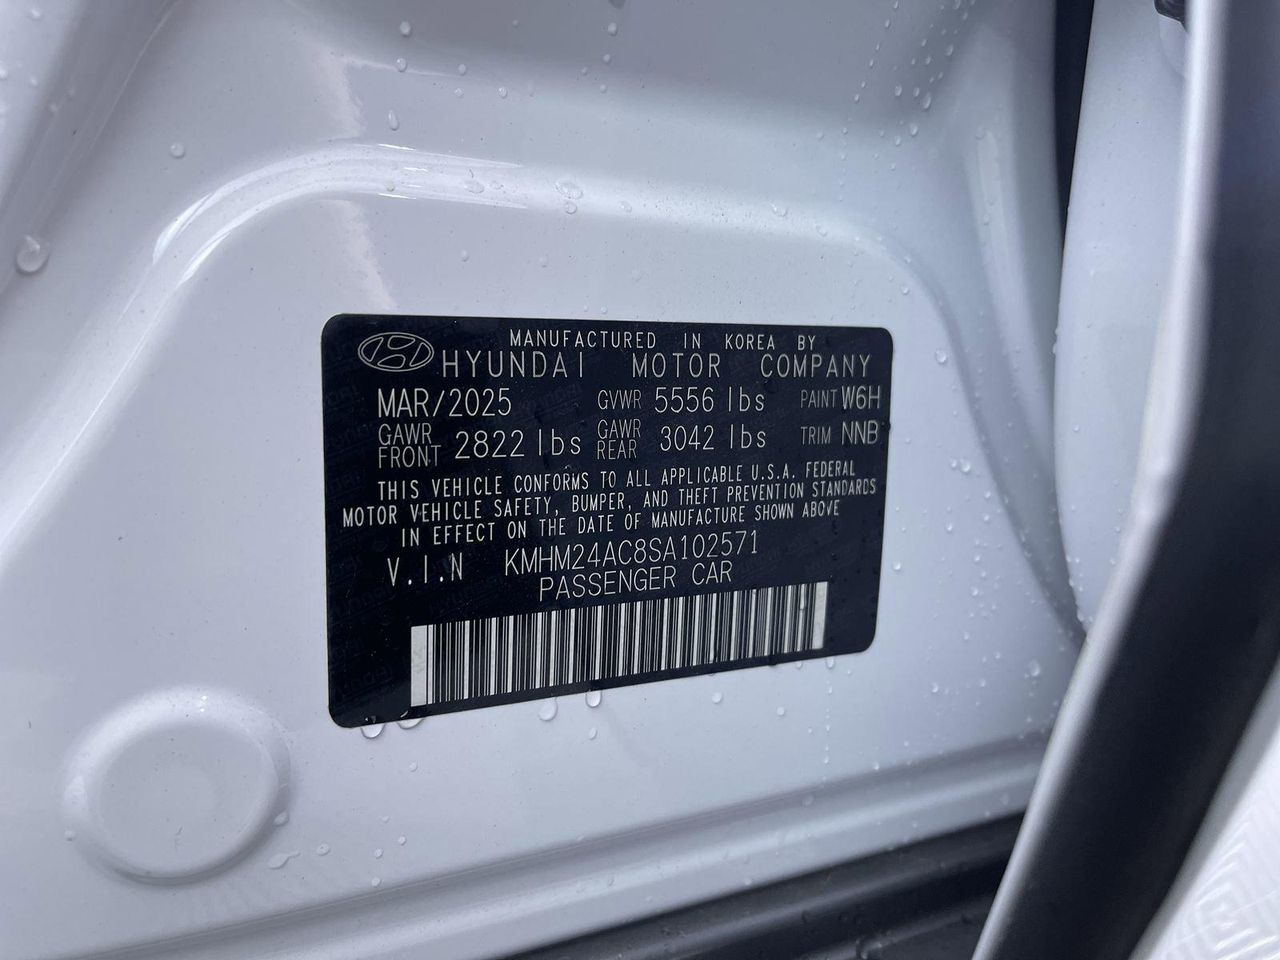 MANUFACTURED IN KOREA BY
HYUNDAI MOTOR COMPANY
MAR/2025 GVWR 5556 lbs PAINT W6H
GAWR FRONT 2822 lbs GAWR REAR 3042 lbs TRIM NNB
THIS VEHICLE CONFORMS TO ALL APPLICABLE U.S.A. FEDERAL
MOTOR VEHICLE SAFETY, BUMPER, AND THEFT PREVENTION STANDARDS
IN EFFECT ON THE DATE OF MANUFACTURE SHOWN ABOVE
V.I.N KMHM24AC8SA102571
PASSENGER CAR